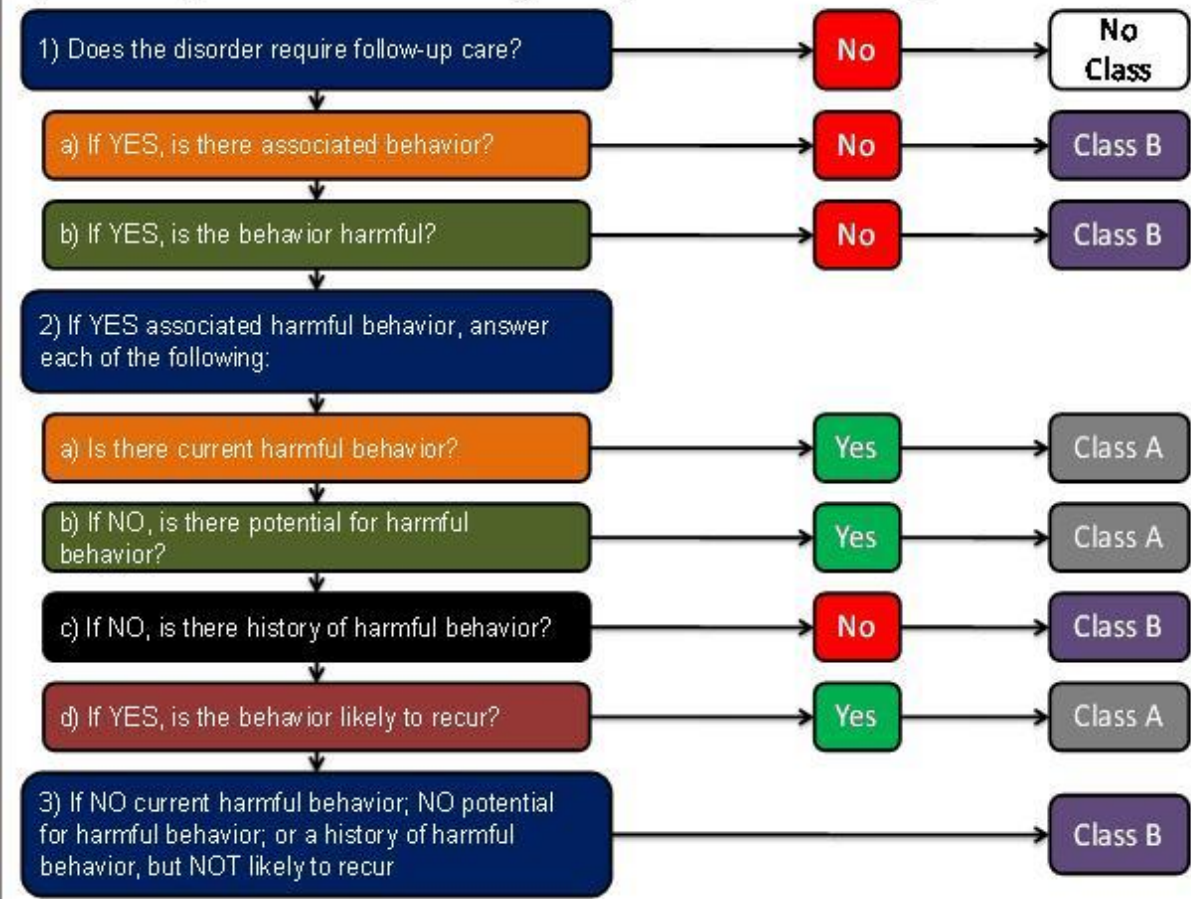 1) Does the disorder require follow-up care?
No
No
Class
a) If YES, is there associated behavior?
No
Class B
b) If YES, is the behavior harmful?
No
Class B
2) If YES associated harmful behavior, answer
each of the following:
a) Is there current harmful behavior?
Yes
Class A
b) If NO, is there potential for harmful
behavior?
Yes
Class A
c) If NO, is there history of harmful behavior?
No
Class B
d) If YES, is the behavior likely to recur?
Yes
Class A
3) If NO current harmful behavior; NO potential
for harmful behavior; or a history of harmful
behavior, but NOT likely to recur
Class B